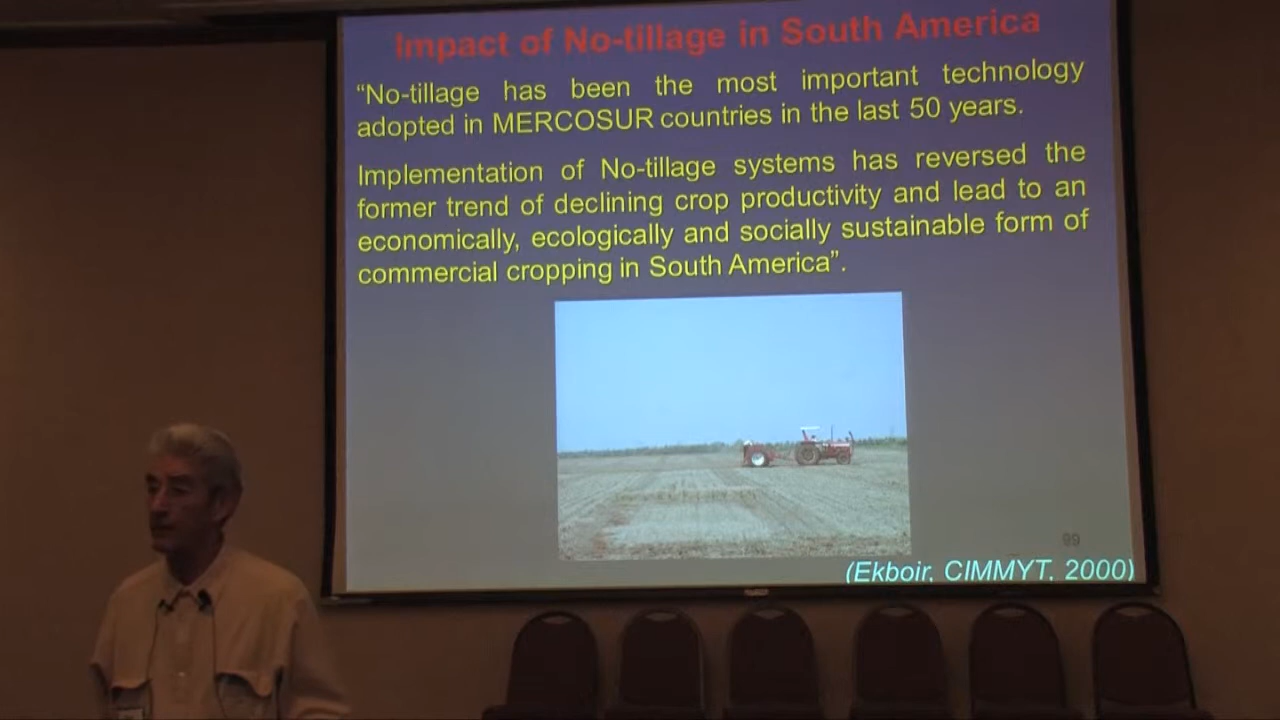 Impact of No-tillage in South America
“No-tillage has been the most important technology
adopted in MERCOSUR countries in the last 50 years.
Implementation of No-tillage systems has reversed the
former trend of declining crop productivity and lead to an
economically, ecologically and socially sustainable form of
commercial cropping in South America”.
99
(Ekboir, CIMMYT, 2000)